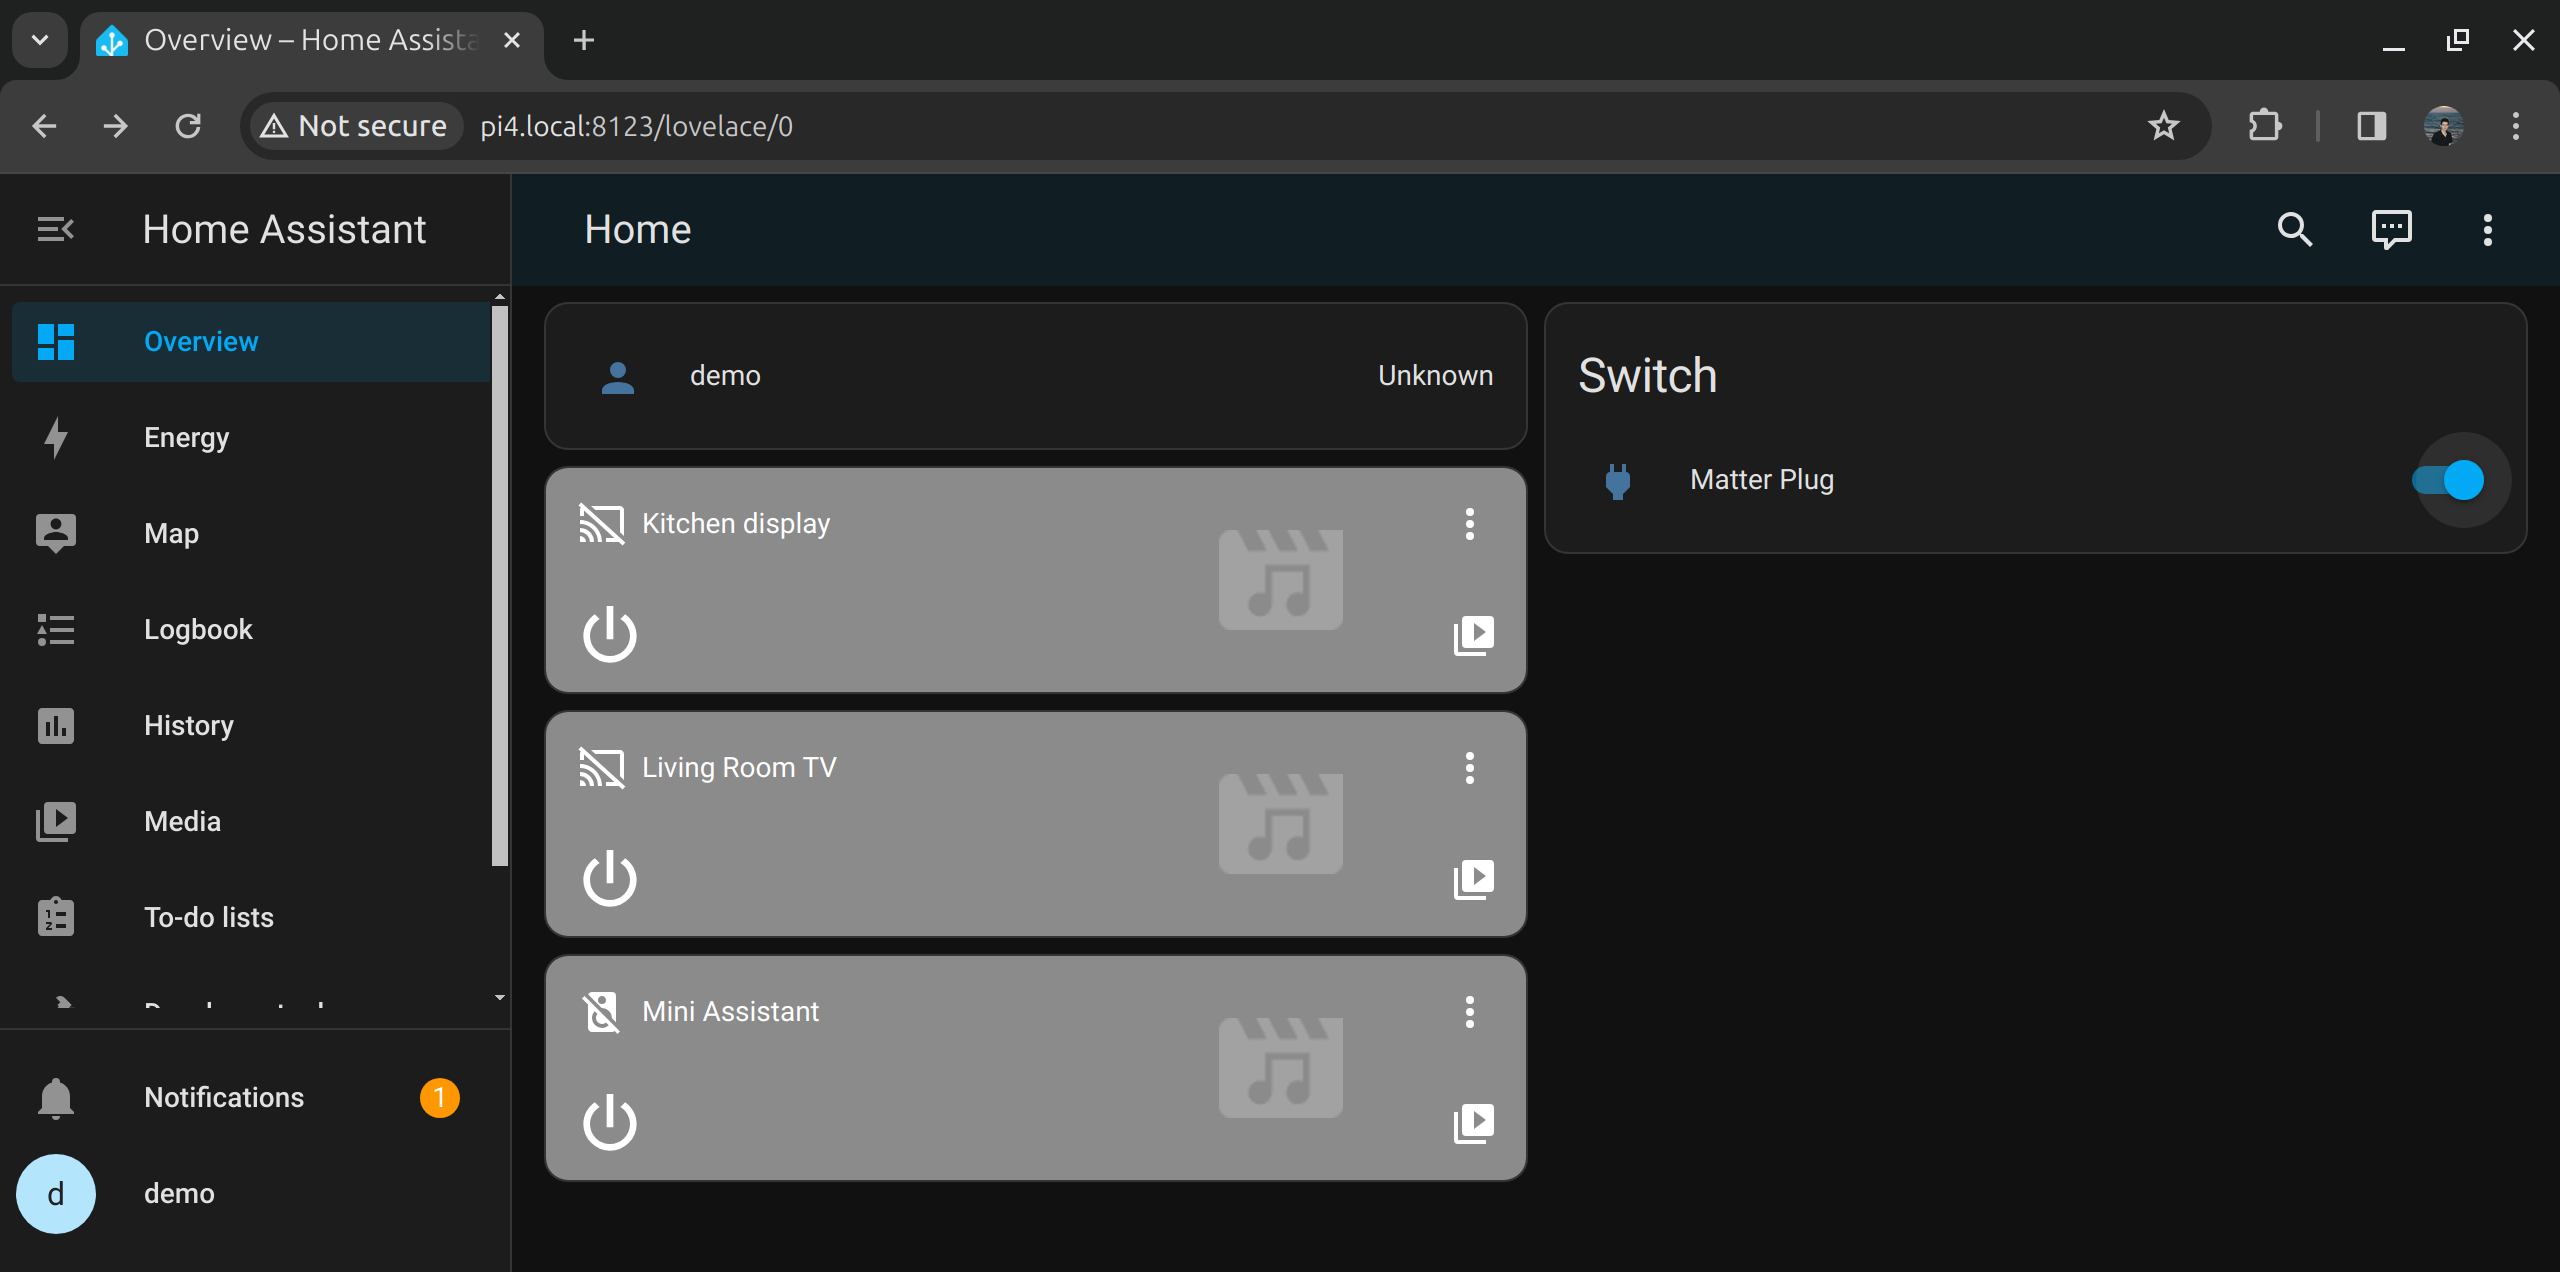 Overview – Home Assista
Not secure
pi4.local:8123/lovelace/0
Home Assistant
Home
Overview
Energy
Map
Logbook
History
Media
To-do lists
Notifications
1
d
demo
demo
Unknown
Kitchen display
Living Room TV
Mini Assistant
Switch
Matter Plug